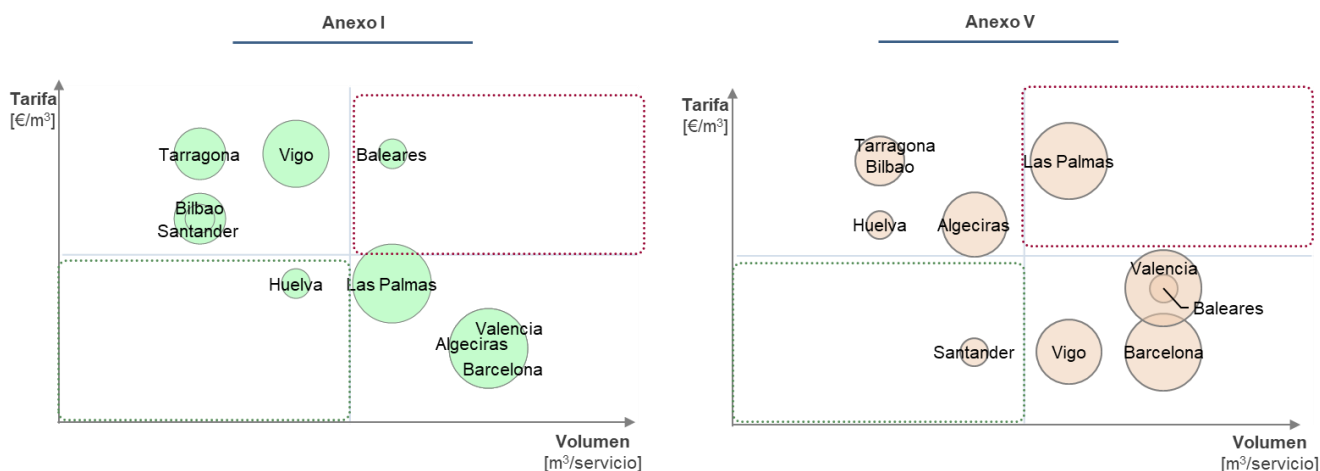 Anexo I
Tarifa
[€/m³]
Tarragona
Vigo
Baleares
Bilbao
Santander
Huelva
Las Palmas
Valencia
Algeciras
Barcelona
Volumen
[m³/servicio]
Anexo V
Tarifa
[€/m³]
Tarragona
Bilbao
Las Palmas
Huelva
Algeciras
Valencia
Baleares
Santander
Vigo
Barcelona
Volumen
[m³/servicio]